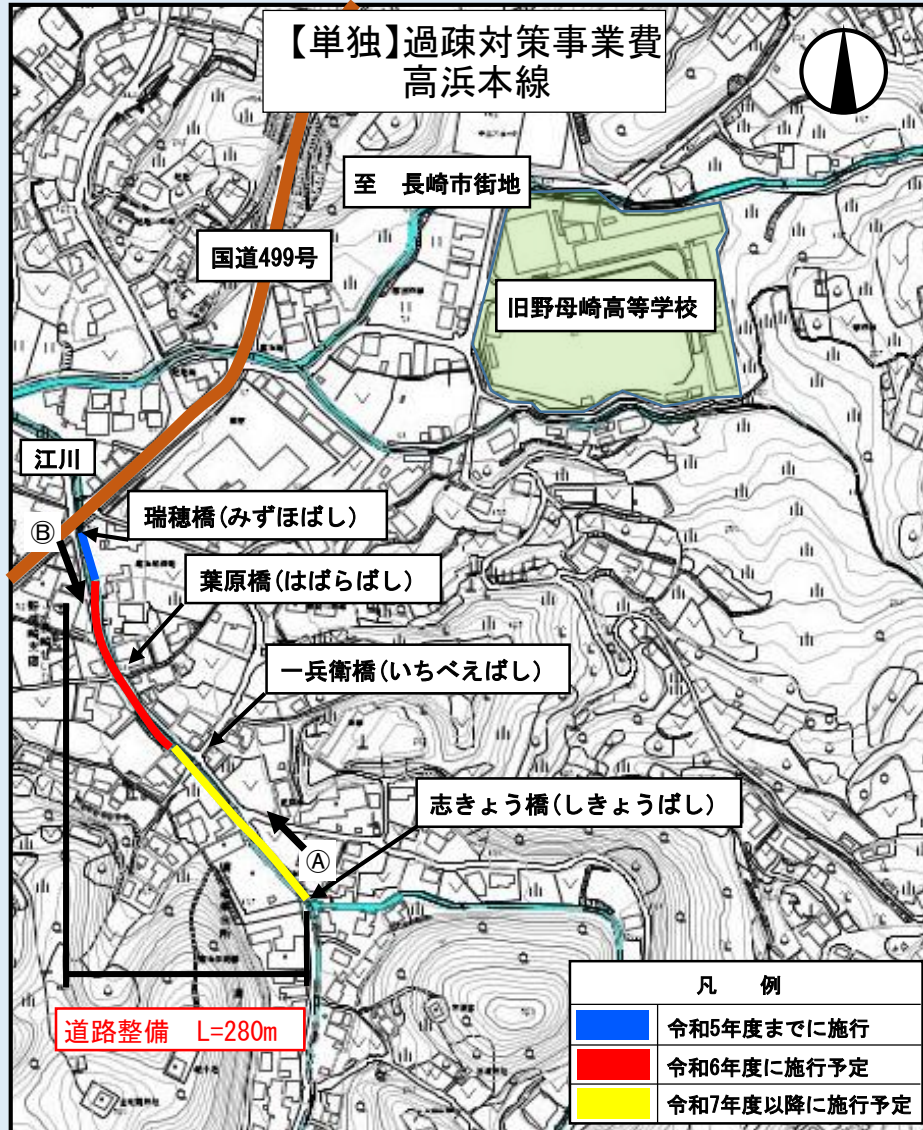 【単独】過疎対策事業費
高浜本線
至　長崎市街地
国道499号
旧野母崎高等学校
江川
Ⓑ
瑞穂橋(みずほばし)
葉原橋(はばらばし)
一兵衛橋(いちべえばし)
志きょう橋(しきょうばし)
Ⓐ
道路整備　L=280m
凡　例
令和5年度までに施行
令和6年度に施行予定
令和7年度以降に施行予定